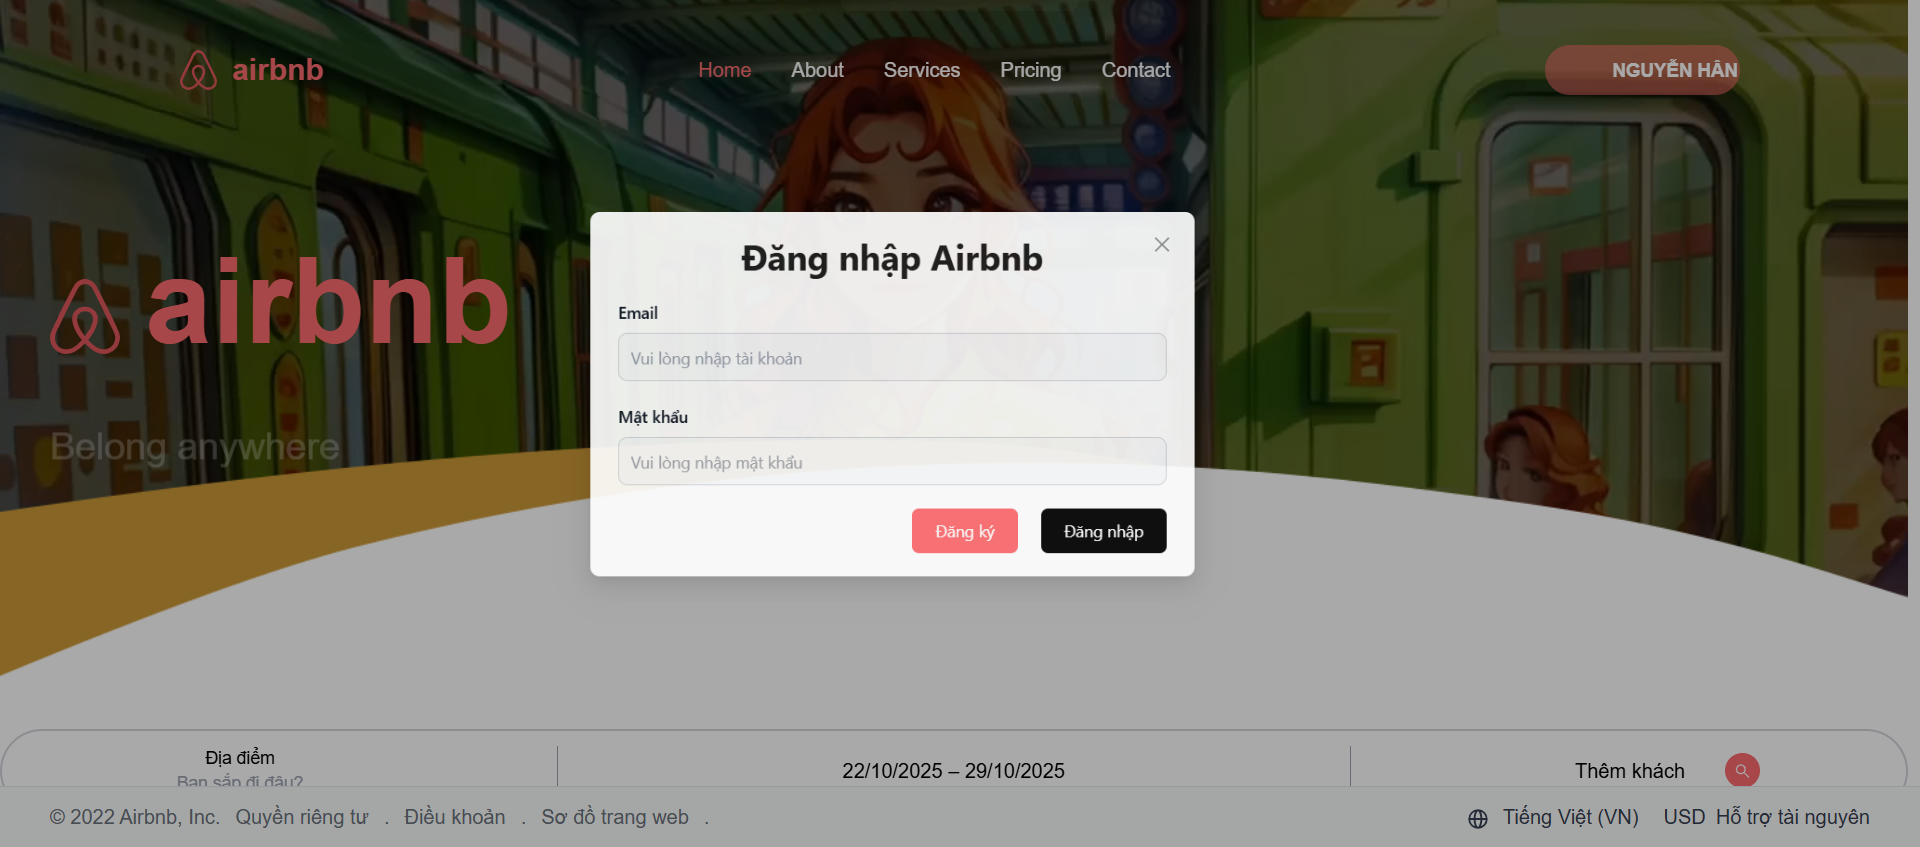 airbnb
Home About Services Pricing Contact
NGUYỄN HÂN
airbnb
Belong anywhere
Đăng nhập Airbnb
Email
Vui lòng nhập tài khoản
Mật khẩu
Vui lòng nhập mật khẩu
Đăng ký Đăng nhập
Địa điểm
Bạn sắp đi đâu?
22/10/2025 – 29/10/2025
Thêm khách
© 2022 Airbnb, Inc. Quyền riêng tư . Điều khoản . Sơ đồ trang web .
Tiếng Việt (VN) USD Hỗ trợ tài nguyên